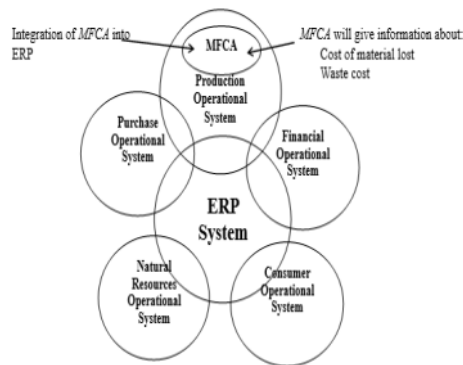 Integration of MFCA into
ERP
MFCA
MFCA will give information about:
Cost of material lost
Waste cost
Production
Operational
System
Purchase
Operational
System
Financial
Operational
System
ERP
System
Natural
Resources
Operational
System
Consumer
Operational
System